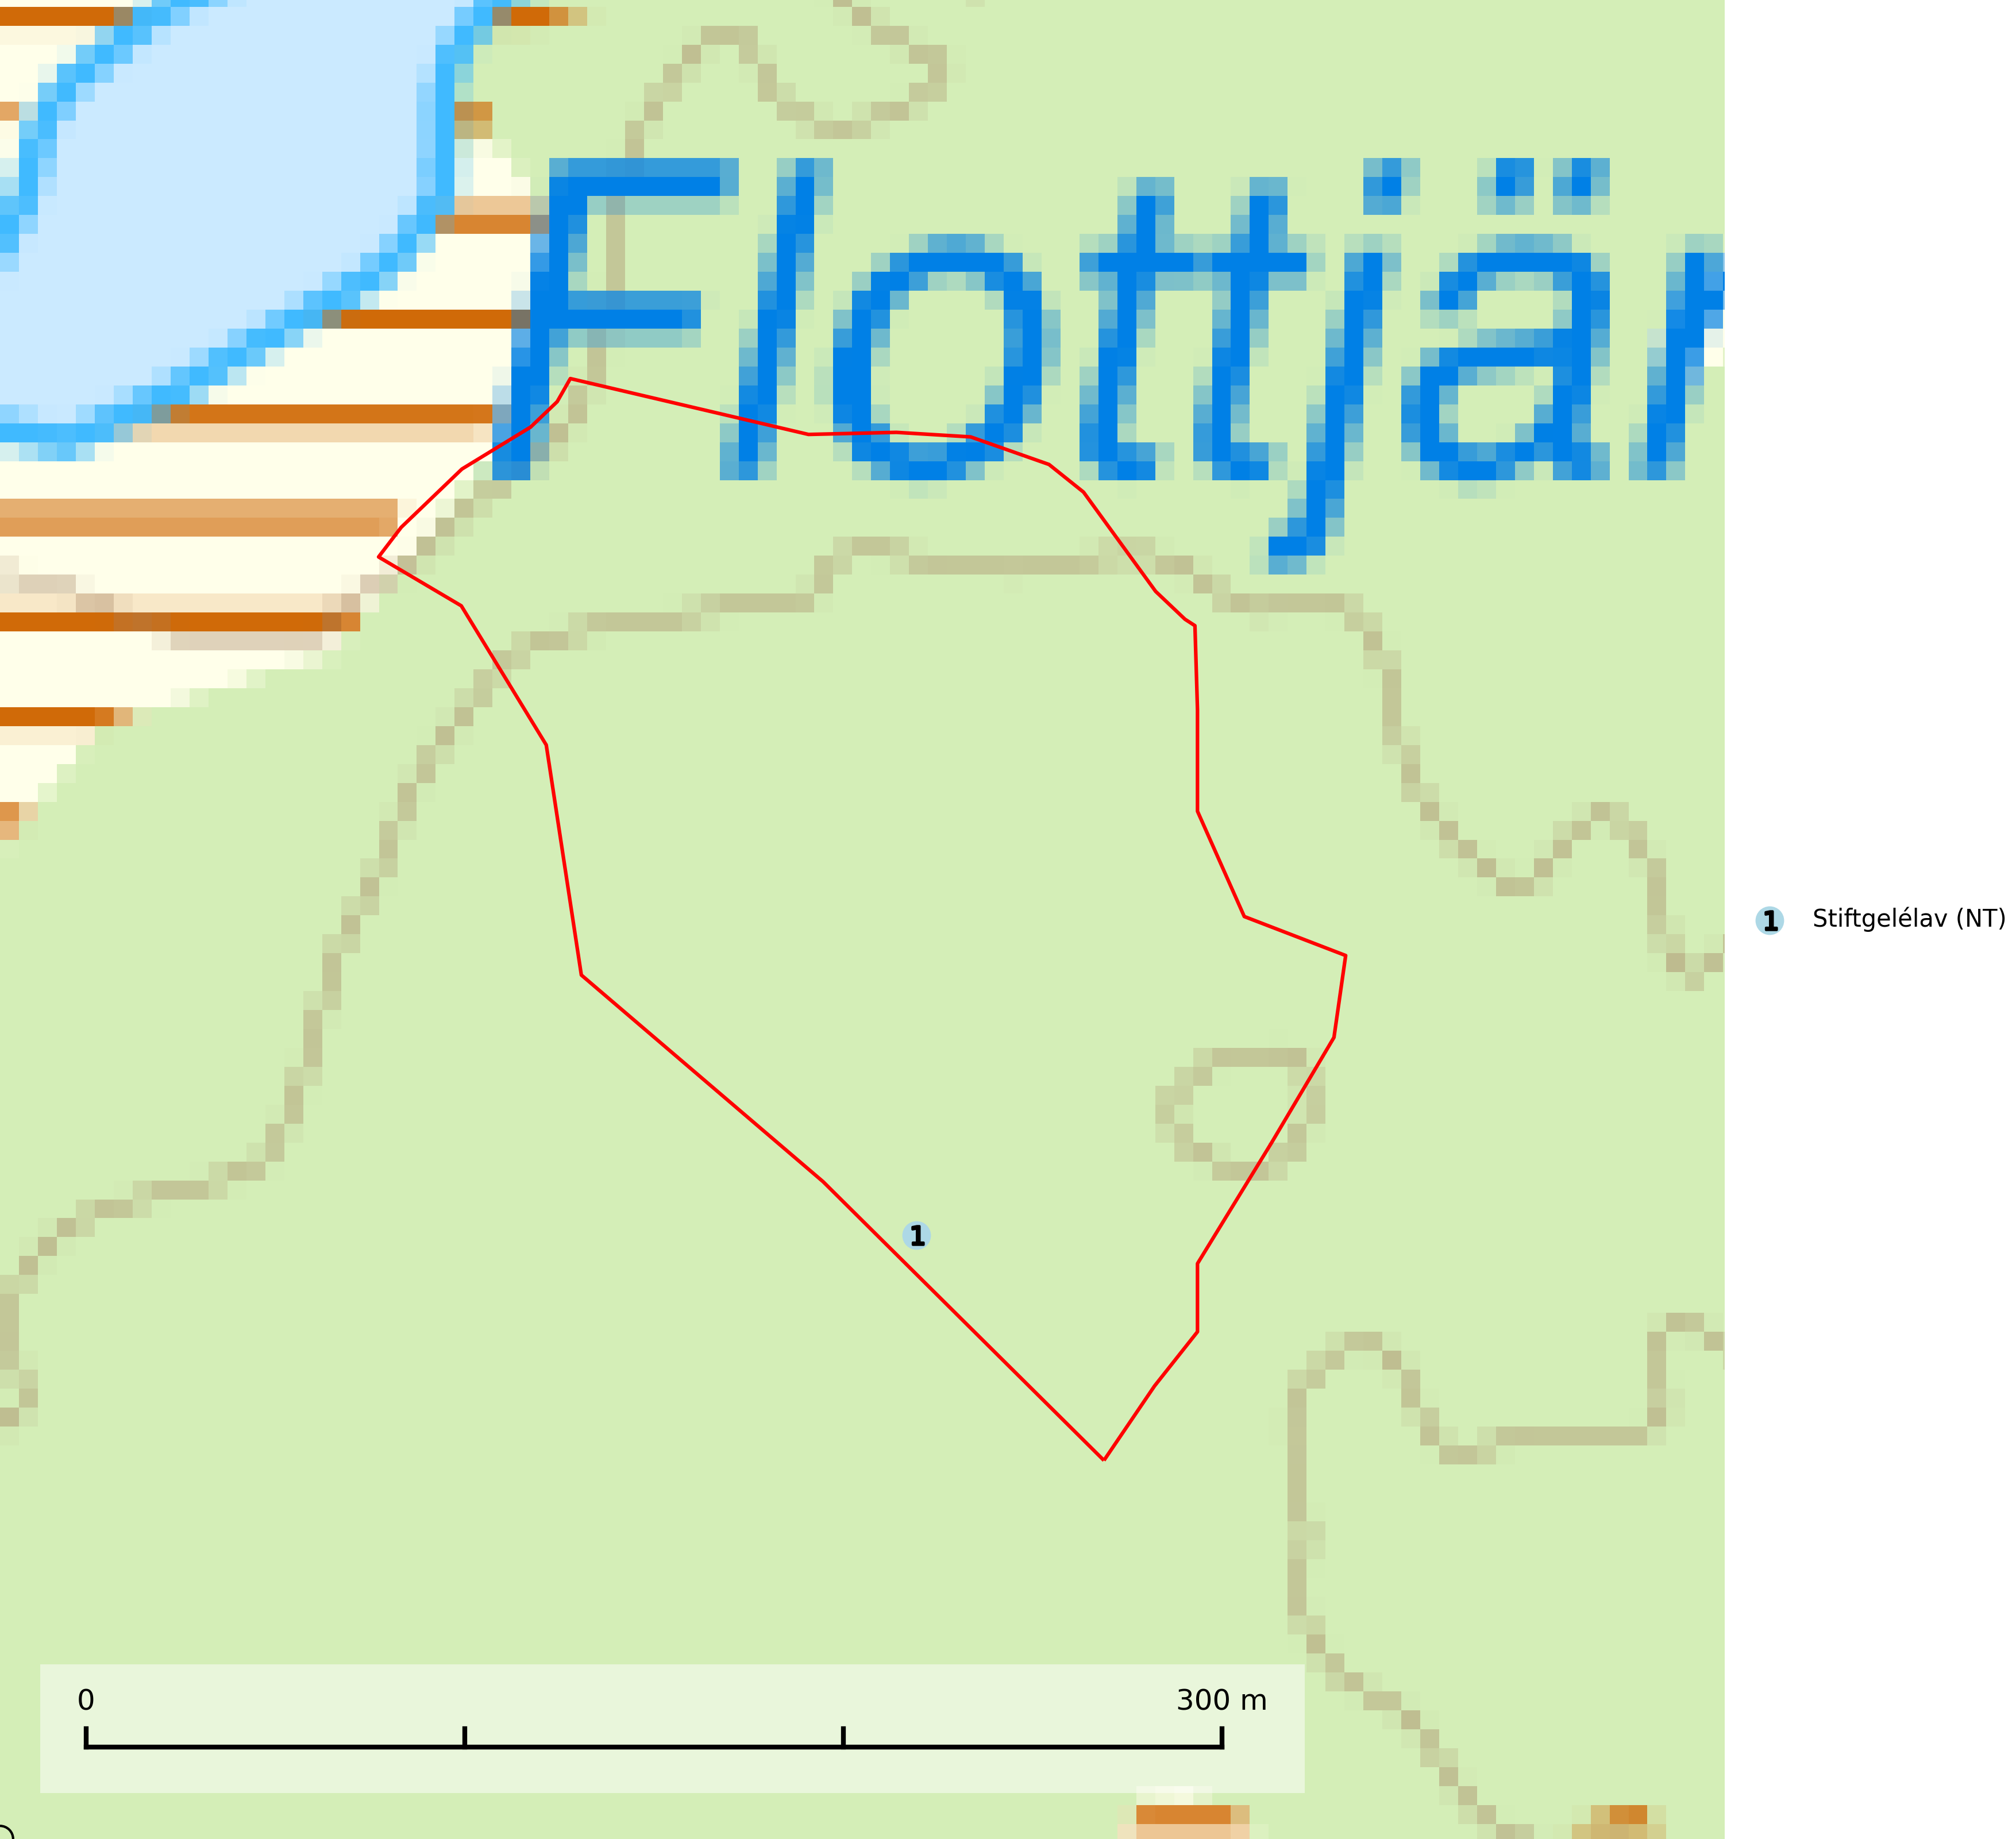 Flottjär
1 Stiftgelélav (NT)
1
0 300 m